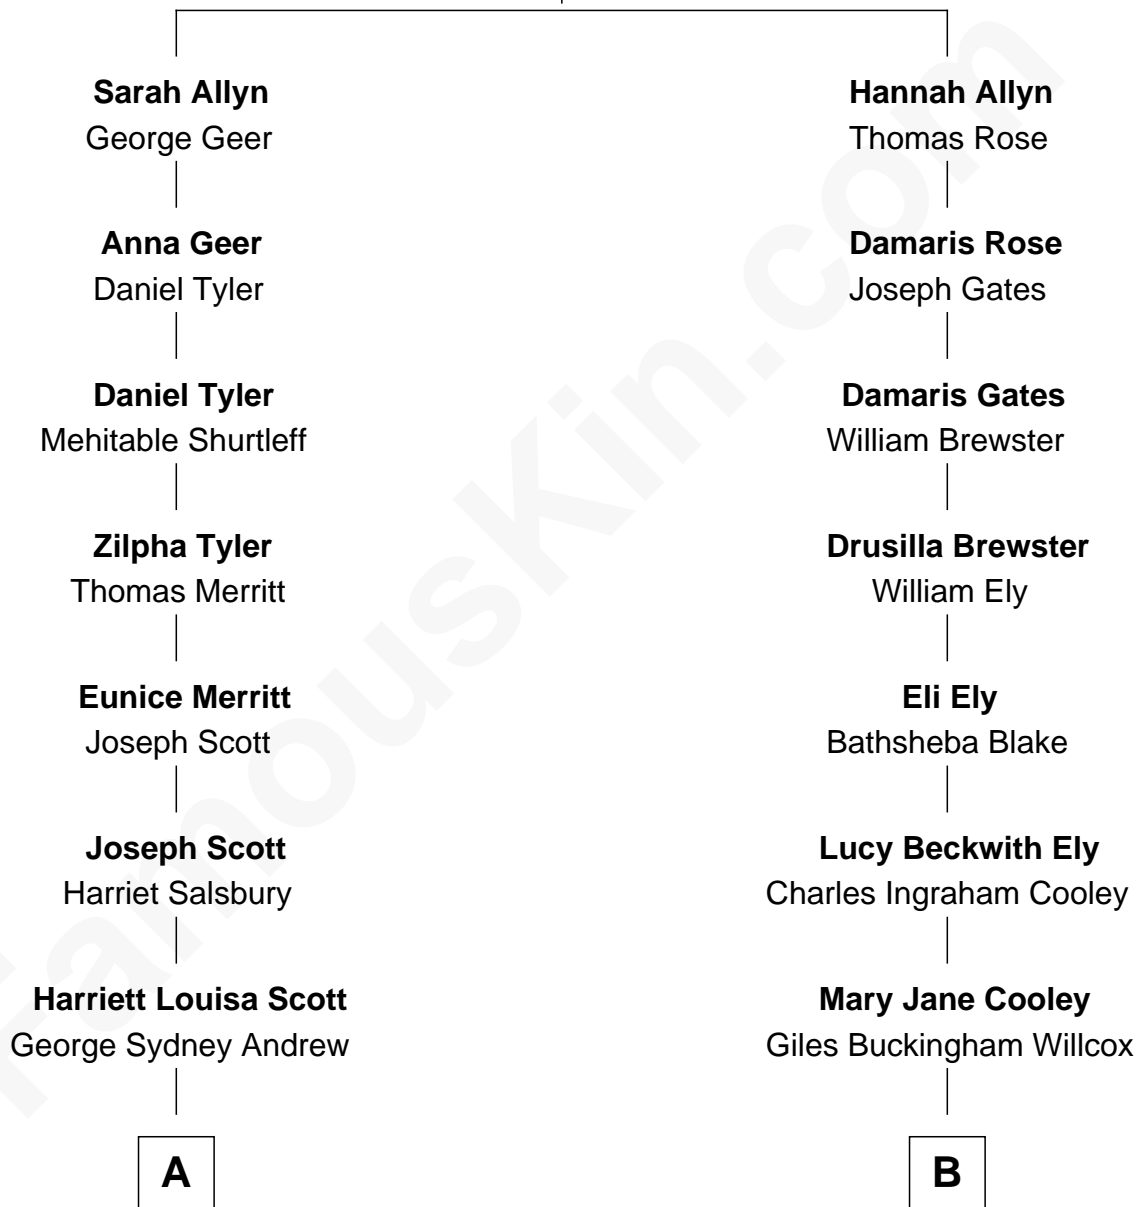 Sarah Allyn
George Geer
Anna Geer
Daniel Tyler
Daniel Tyler
Mehitable Shurtleff
Zilpha Tyler
Thomas Merritt
Eunice Merritt
Joseph Scott
Joseph Scott
Harriet Salsbury
Harriett Louisa Scott
George Sydney Andrew
A
Hannah Allyn
Thomas Rose
Damaris Rose
Joseph Gates
Damaris Gates
William Brewster
Drusilla Brewster
William Ely
Eli Ely
Bathsheba Blake
Lucy Beckwith Ely
Charles Ingraham Cooley
Mary Jane Cooley
Giles Buckingham Willcox
B
FamousKin.com